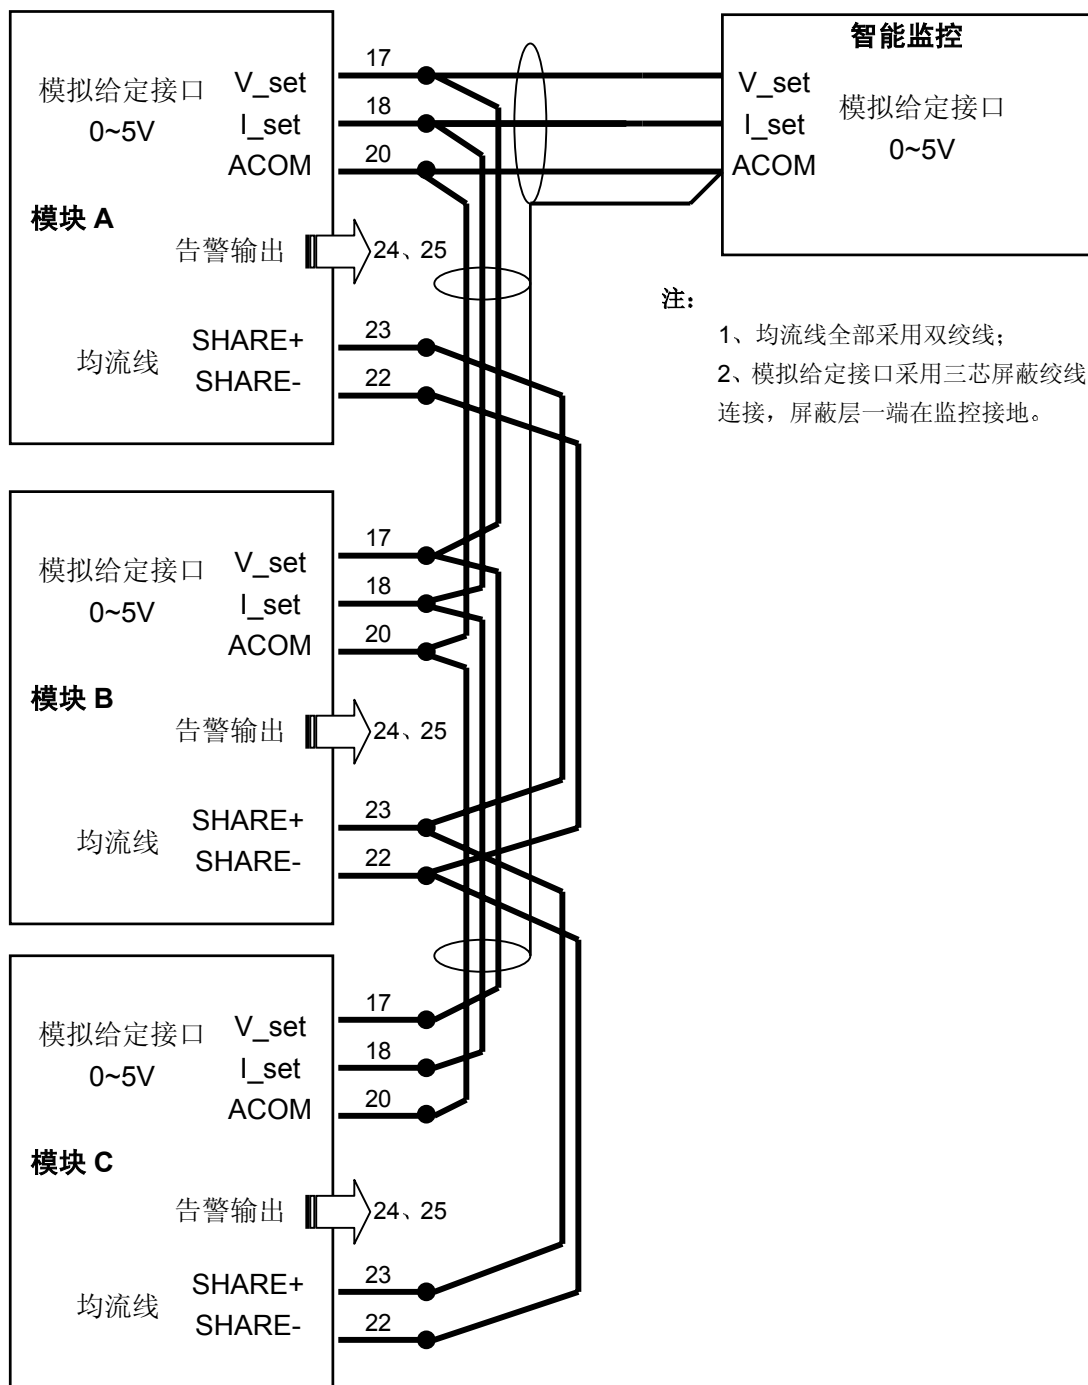 智能监控
17
模拟给定接口 V_set
V_set
18
模拟给定接口
0~5V I_set
I_set
0~5V
20
ACOM
ACOM
模块 A
告警输出 24、25
注：
23
SHARE+
1、均流线全部采用双绞线；
均流线
22
SHARE-
2、模拟给定接口采用三芯屏蔽绞线
连接，屏蔽层一端在监控接地。
17
模拟给定接口 V_set
18
0~5V I_set
20
ACOM
模块 B
告警输出 24、25
23
SHARE+
均流线
22
SHARE-
17
模拟给定接口 V_set
18
0~5V I_set
20
ACOM
模块 C
告警输出 24、25
23
SHARE+
均流线
22
SHARE-